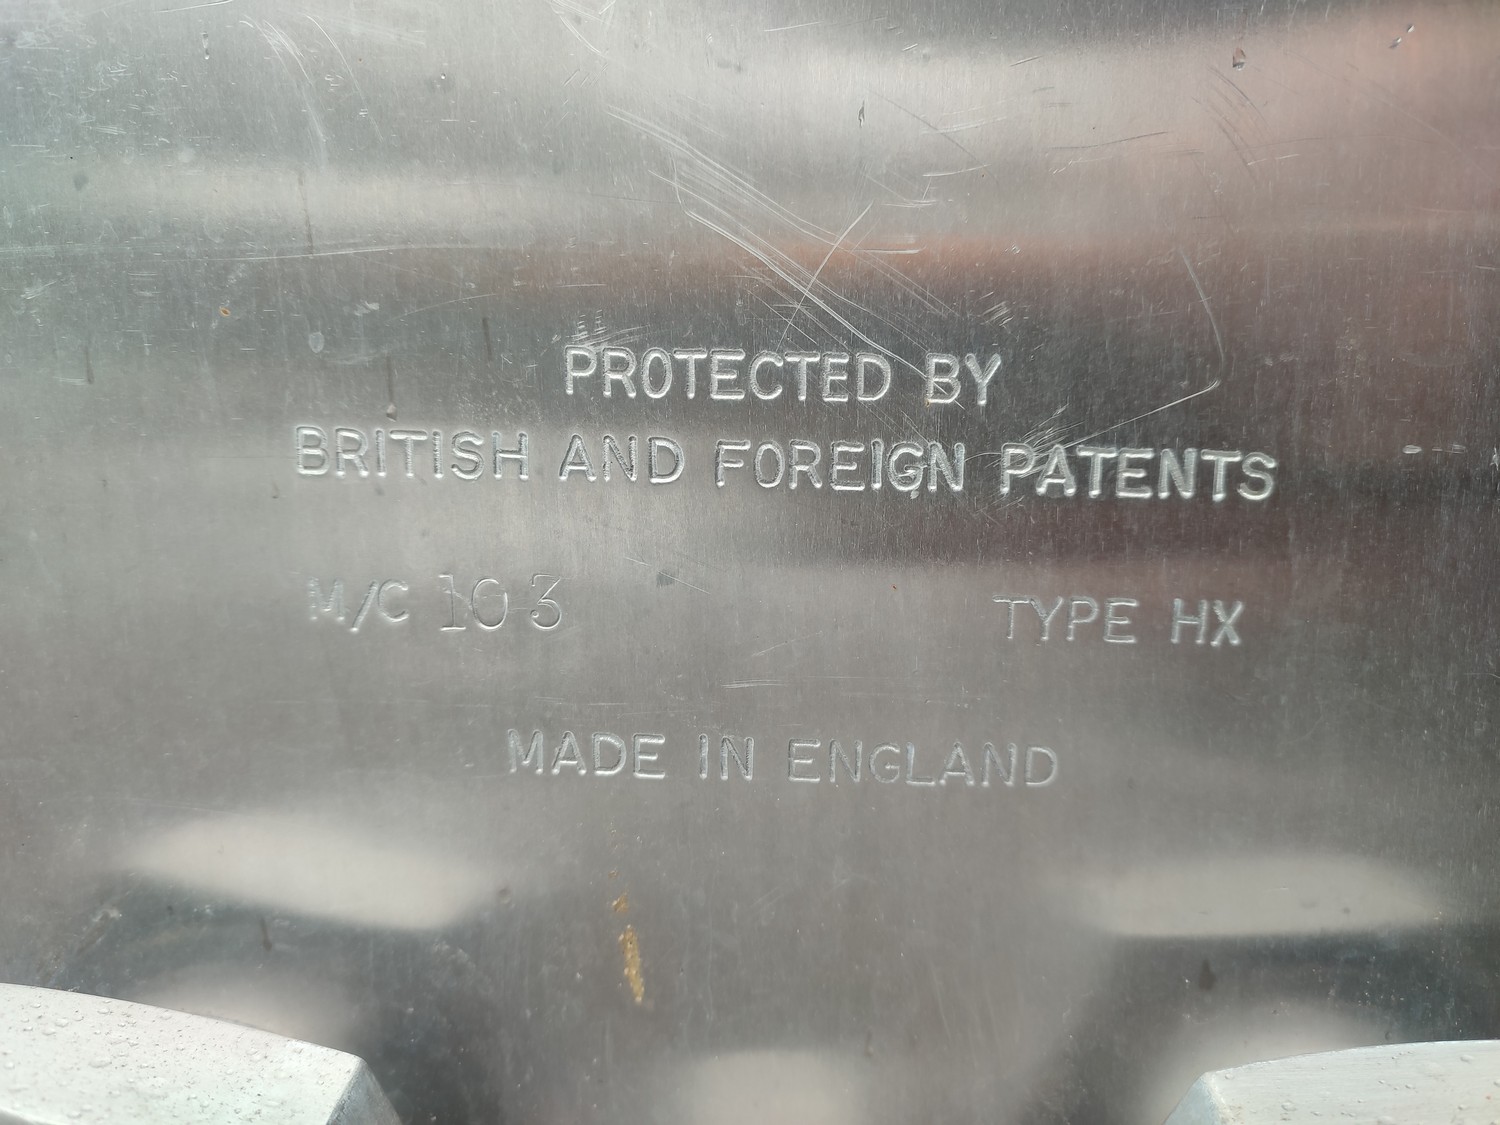 PROTECTED BY
BRITISH AND FOREIGN PATENTS
M/C 103 TYPE HX
MADE IN ENGLAND